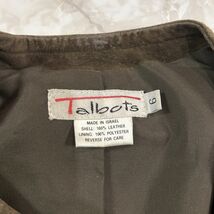 Talbots
6
MADE IN ISRAEL
SHELL: 100% LEATHER
LINING: 100% POLYESTER
REVERSE FOR CARE